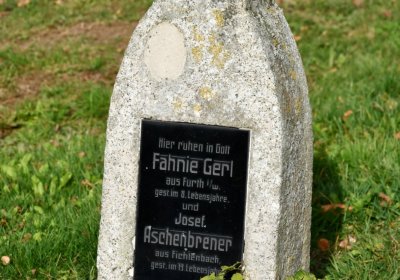 Hier ruhen in Gott
Fahnie Gerl
aus Furth i/W.
gest. im 8. Lebensjahre.
und
Josef.
Aschenbrener
aus Fichtenbach,
gest. im 19. Lebensjahre